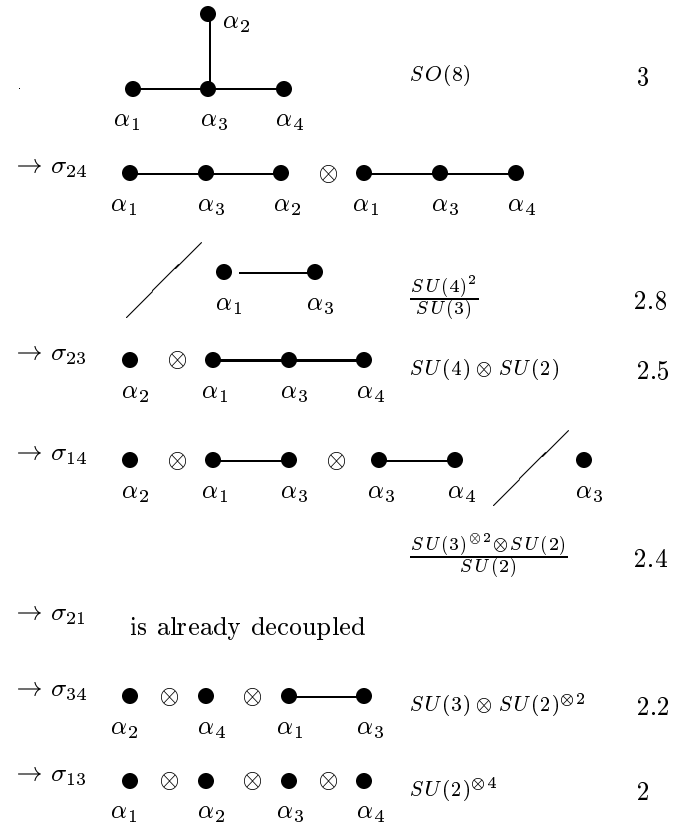 α₂
SO(8) 3
α₁ α₃ α₄
→ σ₂₄ ⊗
α₁ α₃ α₂ α₁ α₃ α₄
α₁ α₃ SU(4)²/SU(3) 2.8
→ σ₂₃ ⊗ SU(4) ⊗ SU(2) 2.5
α₂ α₁ α₃ α₄
→ σ₁₄ ⊗ ⊗
α₂ α₁ α₃ α₃ α₄ α₃
SU(3)^{⊗2}⊗SU(2)/SU(2) 2.4
→ σ₂₁ is already decoupled
→ σ₃₄ ⊗ ⊗ SU(3) ⊗ SU(2)^{⊗2} 2.2
α₂ α₄ α₁ α₃
→ σ₁₃ ⊗ ⊗ ⊗ SU(2)^{⊗4} 2
α₁ α₂ α₃ α₄